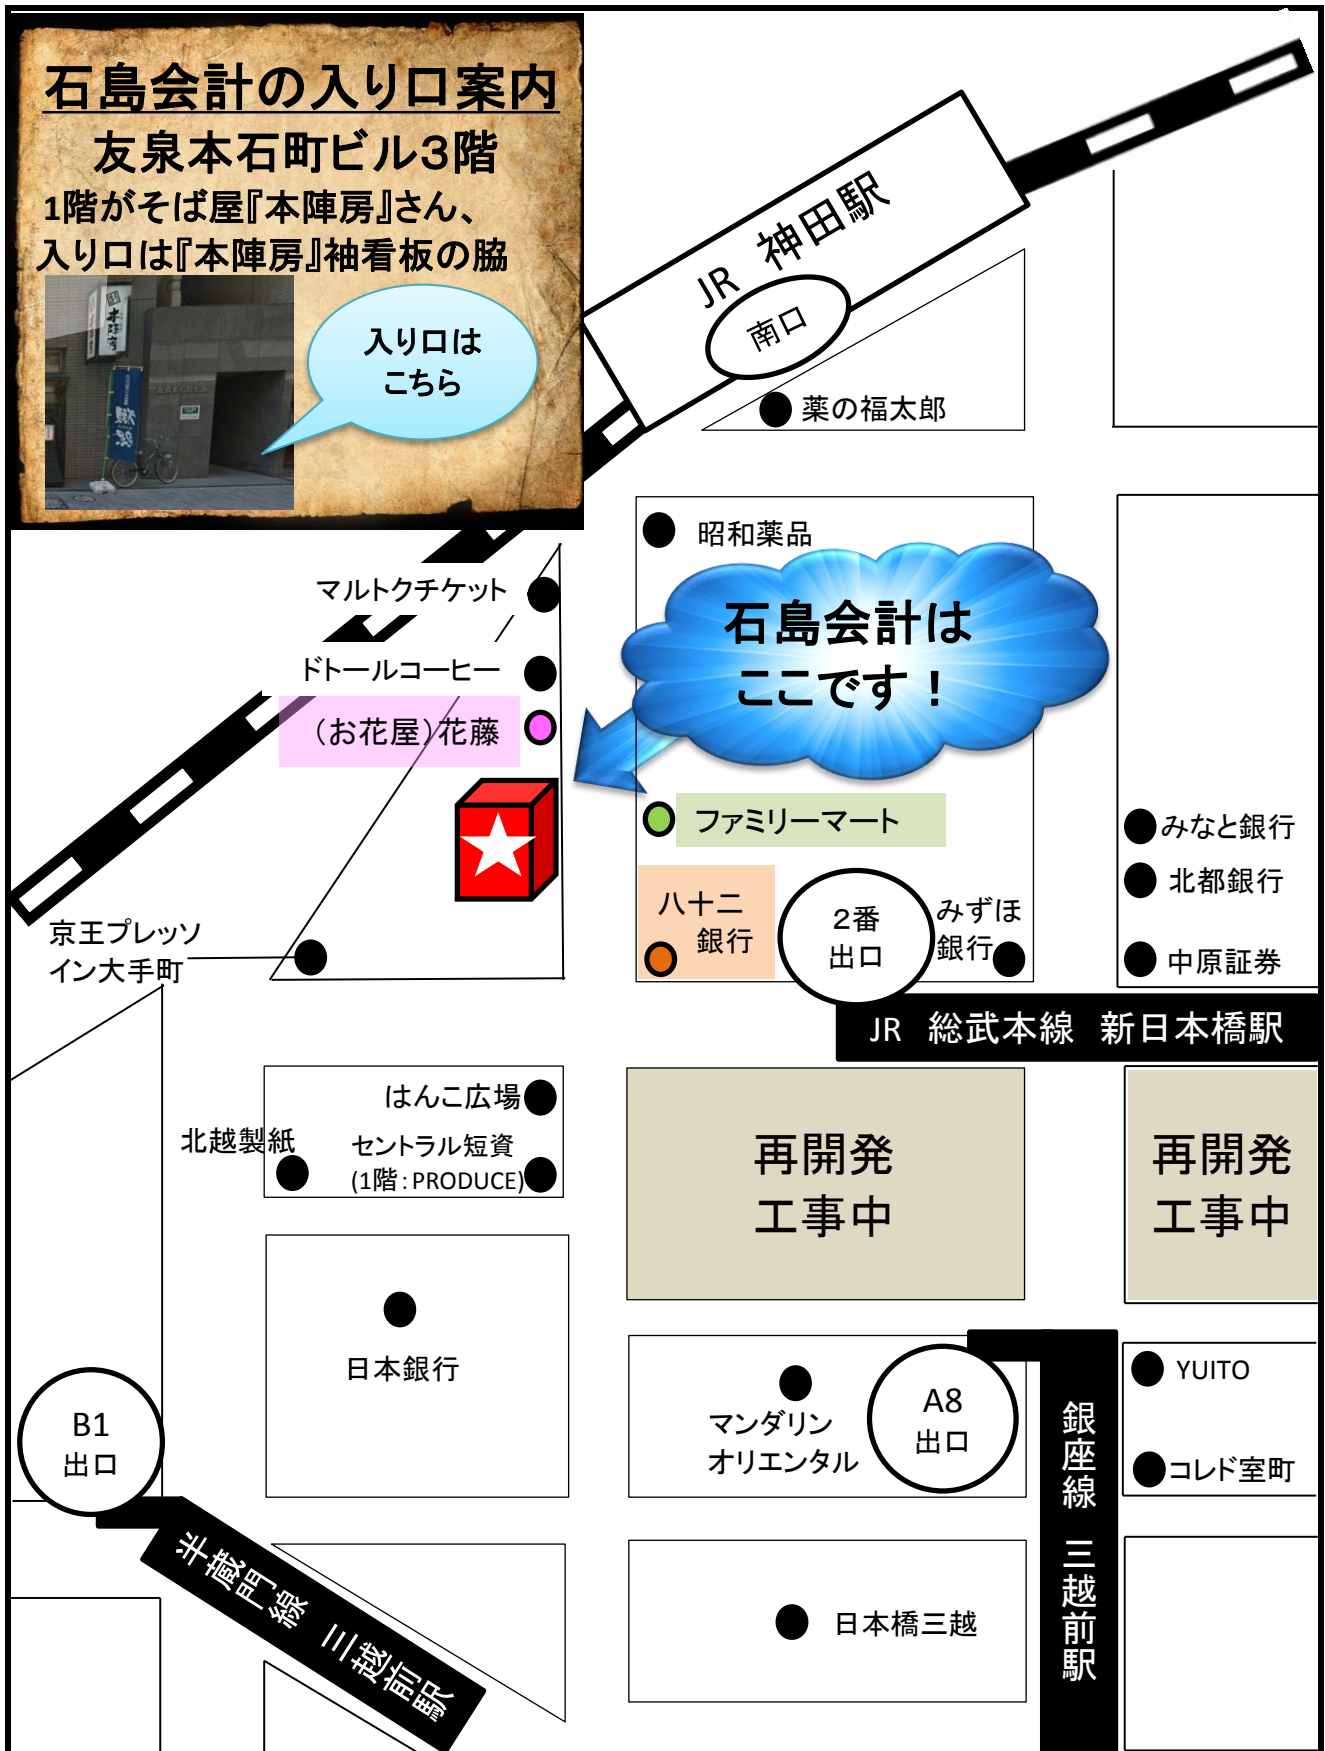 石島会計の入り口案内
友泉本石町ビル３階
1階がそば屋『本陣房』さん、
入り口は『本陣房』袖看板の脇
本陣房
入り口は
こちら
JR 神田駅
南口
薬の福太郎
昭和薬品
マルトクチケット
石島会計は
ここです！
ドトールコーヒー
（お花屋）花藤
ファミリーマート
みなと銀行
北都銀行
八十二
銀行
２番
出口
みずほ
銀行
中原証券
京王プレッソ
イン大手町
JR 総武本線 新日本橋駅
はんこ広場
北越製紙
セントラル短資
(1階：PRODUCE)
再開発
工事中
再開発
工事中
日本銀行
マンダリン
オリエンタル
A8
出口
YUITO
コレド室町
B1
出口
銀座線 三越前駅
半蔵門線 三越前駅
日本橋三越